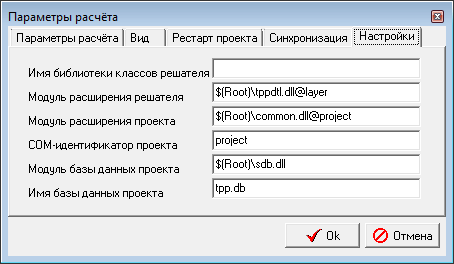 Параметры расчёта
Параметры расчёта Вид Рестарт проекта Синхронизация Настройки
Имя библиотеки классов решателя
Модуль расширения решателя $(Root)\tppdtl.dll@layer
Модуль расширения проекта $(Root)\common.dll@project
COM-идентификатор проекта project
Модуль базы данных проекта $(Root)\sdb.dll
Имя базы данных проекта tpp.db
Ok Отмена